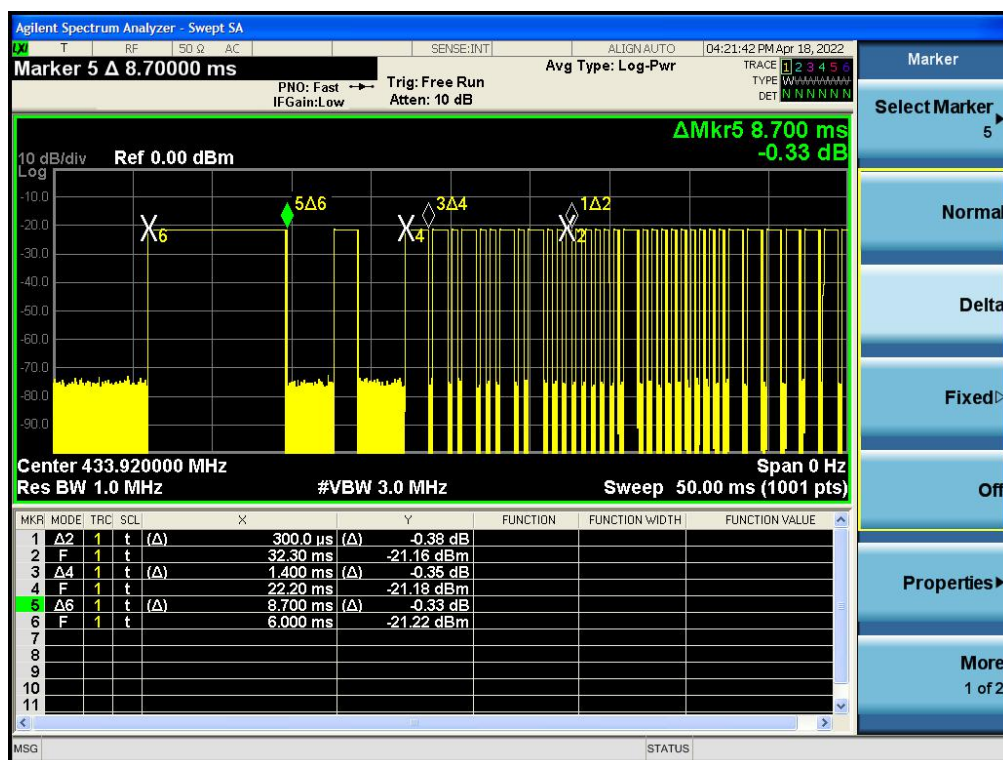 Agilent Spectrum Analyzer - Swept SA
LXI T RF 50 Ω AC SENSE:INT ALIGN AUTO 04:21:42 PM Apr 18, 2022
Marker 5 Δ 8.70000 ms
PNO: Fast
IFGain:Low
Trig: Free Run
Atten: 10 dB
Avg Type: Log-Pwr
TRACE 1 2 3 4 5 6
TYPE W
DET N N N N N N
ΔMkr5 8.700 ms
-0.33 dB
10 dB/div Ref 0.00 dBm
Log
-10.0
-20.0
-30.0
-40.0
-50.0
-60.0
-70.0
-80.0
-90.0
X6 5Δ6 X4 3Δ4 X2 1Δ2
Center 433.920000 MHz Span 0 Hz
Res BW 1.0 MHz #VBW 3.0 MHz Sweep 50.00 ms (1001 pts)
MKR MODE TRC SCL X Y FUNCTION FUNCTION WIDTH FUNCTION VALUE
1 Δ2 1 t (Δ) 300.0 µs (Δ) -0.38 dB
2 F 1 t 32.30 ms -21.16 dBm
3 Δ4 1 t (Δ) 1.400 ms (Δ) -0.35 dB
4 F 1 t 22.20 ms -21.18 dBm
5 Δ6 1 t (Δ) 8.700 ms (Δ) -0.33 dB
6 F 1 t 6.000 ms -21.22 dBm
7
8
9
10
11
MSG STATUS
Marker
Select Marker
5
Normal
Delta
Fixed
Off
Properties
More
1 of 2